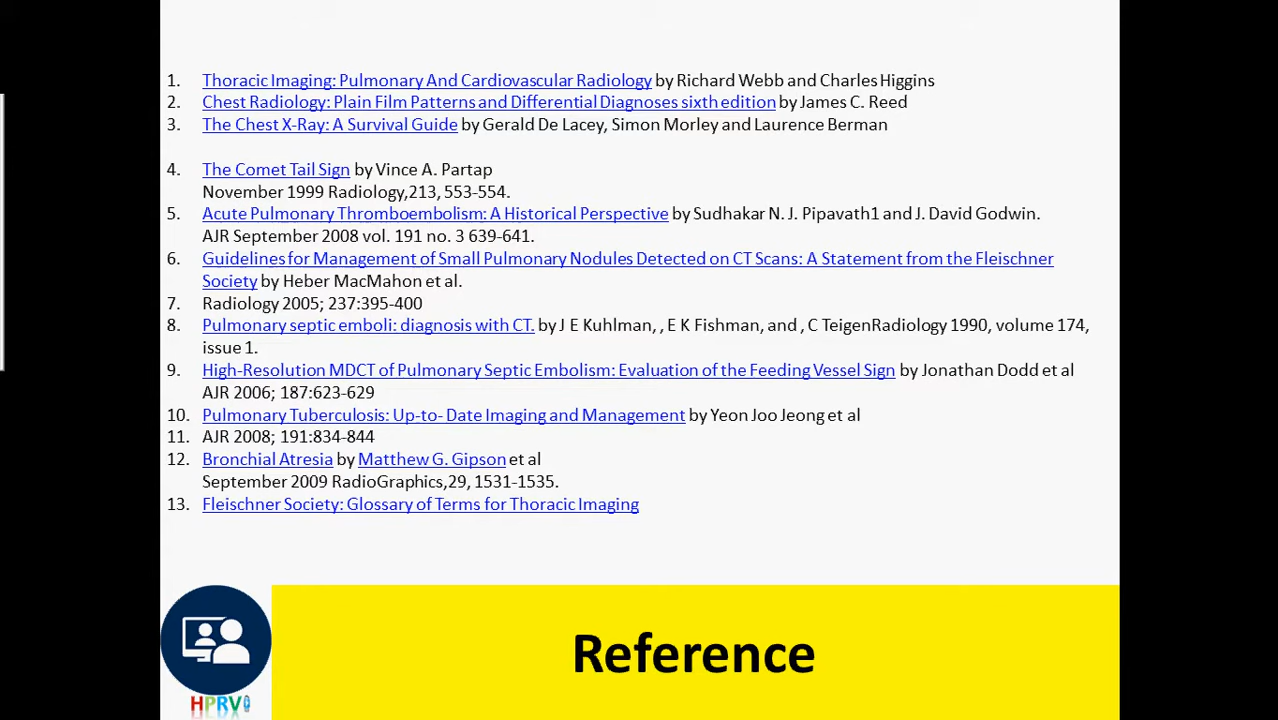 1. Thoracic Imaging: Pulmonary And Cardiovascular Radiology by Richard Webb and Charles Higgins
2. Chest Radiology: Plain Film Patterns and Differential Diagnoses sixth edition by James C. Reed
3. The Chest X-Ray: A Survival Guide by Gerald De Lacey, Simon Morley and Laurence Berman
4. The Comet Tail Sign by Vince A. Partap
November 1999 Radiology,213, 553-554.
5. Acute Pulmonary Thromboembolism: A Historical Perspective by Sudhakar N. J. Pipavath1 and J. David Godwin.
AJR September 2008 vol. 191 no. 3 639-641.
6. Guidelines for Management of Small Pulmonary Nodules Detected on CT Scans: A Statement from the Fleischner
Society by Heber MacMahon et al.
7. Radiology 2005; 237:395-400
8. Pulmonary septic emboli: diagnosis with CT. by J E Kuhlman, , E K Fishman, and , C TeigenRadiology 1990, volume 174,
issue 1.
9. High-Resolution MDCT of Pulmonary Septic Embolism: Evaluation of the Feeding Vessel Sign by Jonathan Dodd et al
AJR 2006; 187:623-629
10. Pulmonary Tuberculosis: Up-to- Date Imaging and Management by Yeon Joo Jeong et al
11. AJR 2008; 191:834-844
12. Bronchial Atresia by Matthew G. Gipson et al
September 2009 RadioGraphics,29, 1531-1535.
13. Fleischner Society: Glossary of Terms for Thoracic Imaging
Reference
HPRV